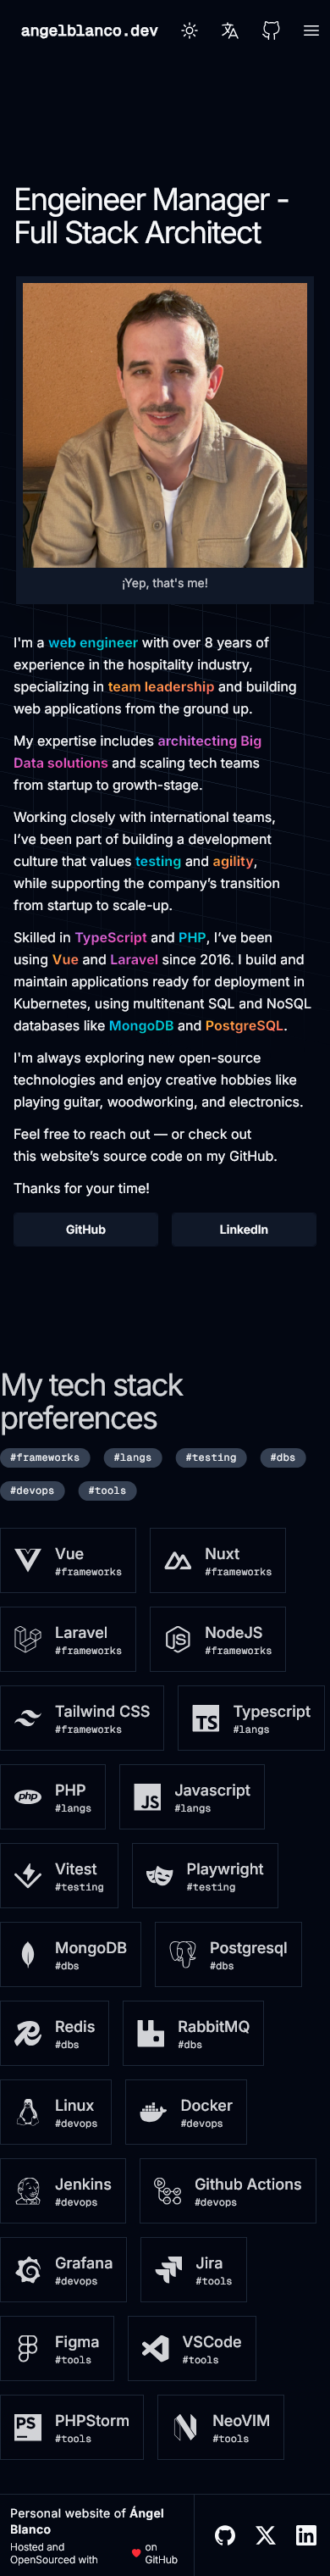 angelblanco.dev
Engeineer Manager -
Full Stack Architect
¡Yep, that's me!
I'm a web engineer with over 8 years of
experience in the hospitality industry,
specializing in team leadership and building
web applications from the ground up.
My expertise includes architecting Big
Data solutions and scaling tech teams
from startup to growth-stage.
Working closely with international teams,
I've been part of building a development
culture that values testing and agility,
while supporting the company's transition
from startup to scale-up.
Skilled in TypeScript and PHP, I've been
using Vue and Laravel since 2016. I build and
maintain applications ready for deployment in
Kubernetes, using multitenant SQL and NoSQL
databases like MongoDB and PostgreSQL.
I'm always exploring new open-source
technologies and enjoy creative hobbies like
playing guitar, woodworking, and electronics.
Feel free to reach out — or check out
this website's source code on my GitHub.
Thanks for your time!
GitHub LinkedIn
My tech stack
preferences
#frameworks #langs #testing #dbs
#devops #tools
Vue
#frameworks
Nuxt
#frameworks
Laravel
#frameworks
NodeJS
#frameworks
Tailwind CSS
#frameworks
TS
Typescript
#langs
php
PHP
#langs
JS
Javascript
#langs
Vitest
#testing
Playwright
#testing
MongoDB
#dbs
Postgresql
#dbs
Redis
#dbs
RabbitMQ
#dbs
Linux
#devops
Docker
#devops
Jenkins
#devops
Github Actions
#devops
Grafana
#devops
Jira
#tools
Figma
#tools
VSCode
#tools
PS
PHPStorm
#tools
NeoVIM
#tools
Personal website of Ángel
Blanco
Hosted and
OpenSourced with ♥ on
GitHub